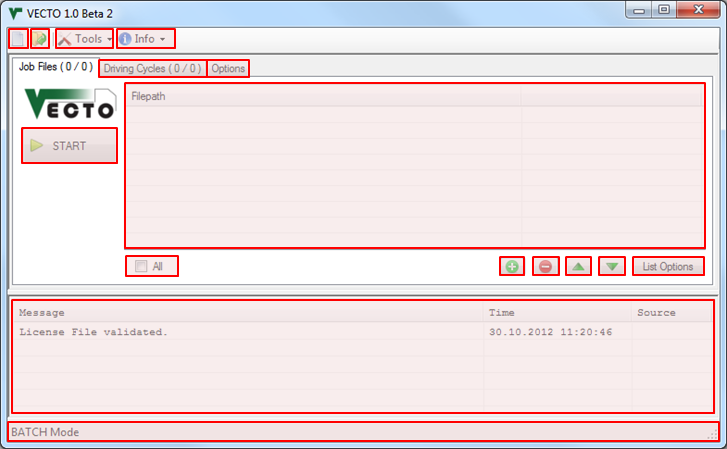 VECTO 1.0 Beta 2
Tools Info
Job Files ( 0 / 0 ) Driving Cycles ( 0 / 0 ) Options
VECTO
Filepath
START
All List Options
Message Time Source
License File validated. 30.10.2012 11:20:46
BATCH Mode